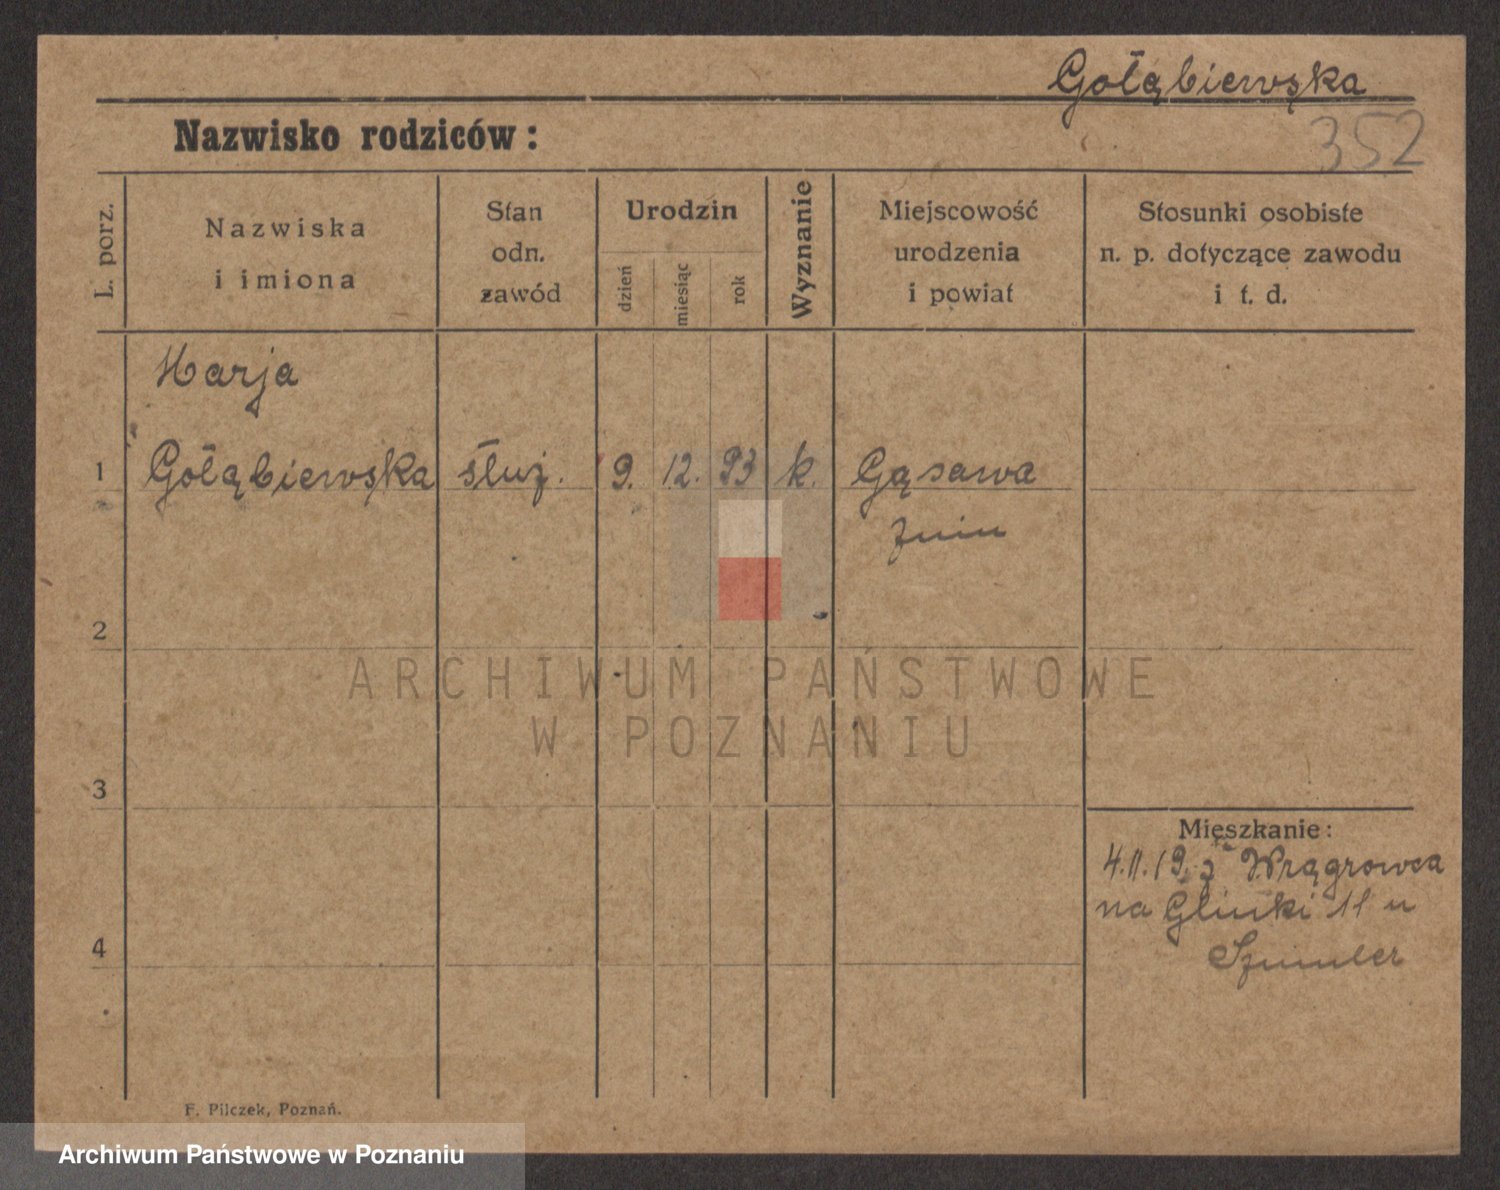 Gołąbiewska
352
Nazwisko rodziców:
L. porz.
Nazwiska
i imiona
Stan
odn.
zawód
Urodzin
dzień
miesiąc
rok
Wyznanie
Miejscowość
urodzenia
i powiat
Stosunki osobiste
n. p. dotyczące zawodu
i t. d.
Marja
1 Gołąbiewska służ. 9. 12. 93 k. Gąsawa
Żnin
2
3
4
Mieszkanie:
4.11.19. z Wrągrowca
na Glinki 11 u
F. Pilczek, Poznań.
ARCHIWUM PAŃSTWOWE
W POZNANIU
Archiwum Państwowe w Poznaniu